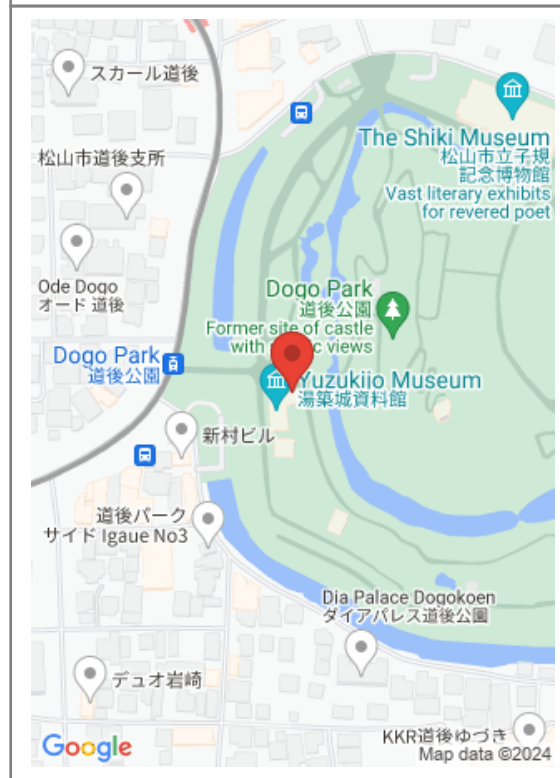 スカール道後
The Shiki Museum
松山市立子規
記念博物館
Vast literary exhibits
for revered poet
松山市道後支所
Ode Dogo
オード 道後
Dogo Park
道後公園
Former site of castle
with views
Dogo Park
道後公園
Yuzukijo Museum
湯築城資料館
新村ビル
道後パーク
サイド Igaue No3
Dia Palace Dogokoen
ダイアパレス道後公園
デュオ岩崎
KKR道後ゆづき
Google
Map data ©2024